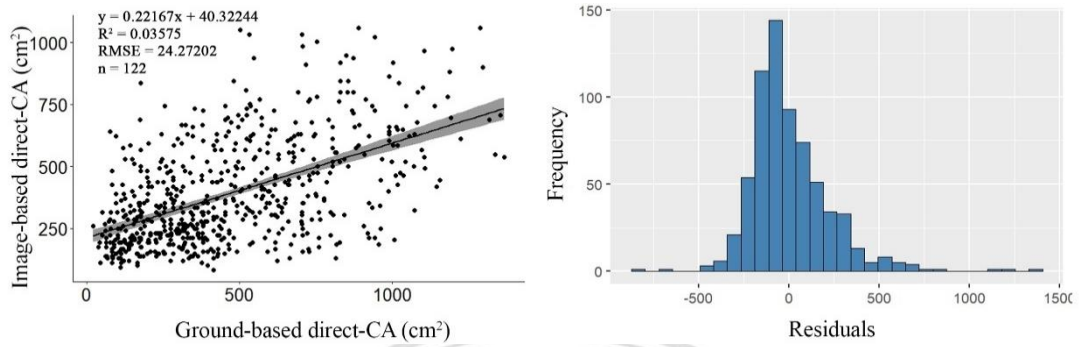 y = 0.22167x + 40.32244
R² = 0.03575
RMSE = 24.27202
n = 122
Image-based direct-CA (cm²)
1000
750
500
250
0
500
1000
Ground-based direct-CA (cm²)
150
100
50
0
Frequency
-500
0
500
1000
1500
Residuals